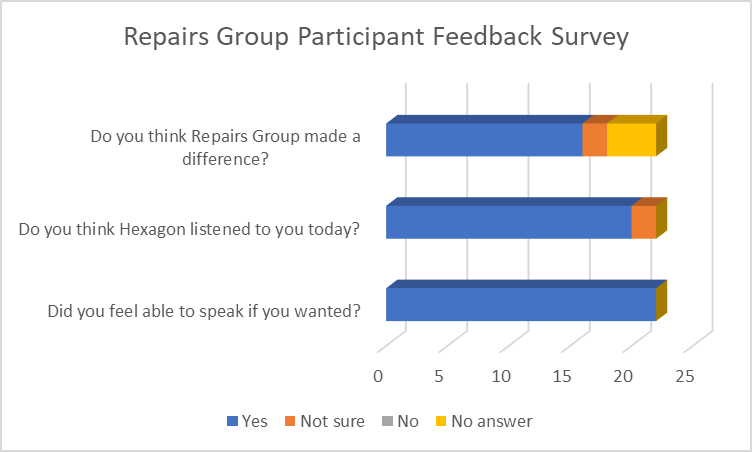 Repairs Group Participant Feedback Survey
Do you think Repairs Group made a
difference?
Do you think Hexagon listened to you today?
Did you feel able to speak if you wanted?
0 5 10 15 20 25
Yes Not sure No No answer